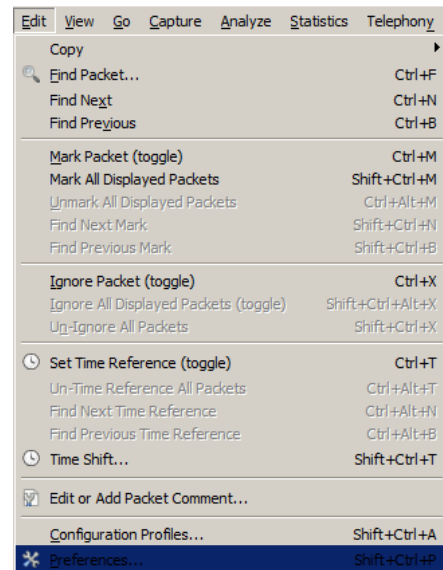 Edit View Go Capture Analyze Statistics Telephony
Copy
Find Packet... Ctrl+F
Find Next Ctrl+N
Find Previous Ctrl+B
Mark Packet (toggle) Ctrl+M
Mark All Displayed Packets Shift+Ctrl+M
Unmark All Displayed Packets Ctrl+Alt+M
Find Next Mark Shift+Ctrl+N
Find Previous Mark Shift+Ctrl+B
Ignore Packet (toggle) Ctrl+X
Ignore All Displayed Packets (toggle) Shift+Ctrl+Alt+X
Un-Ignore All Packets Shift+Ctrl+X
Set Time Reference (toggle) Ctrl+T
Un-Time Reference All Packets Ctrl+Alt+T
Find Next Time Reference Ctrl+Alt+N
Find Previous Time Reference Ctrl+Alt+B
Time Shift... Shift+Ctrl+T
Edit or Add Packet Comment...
Configuration Profiles... Shift+Ctrl+A
Preferences... Shift+Ctrl+P